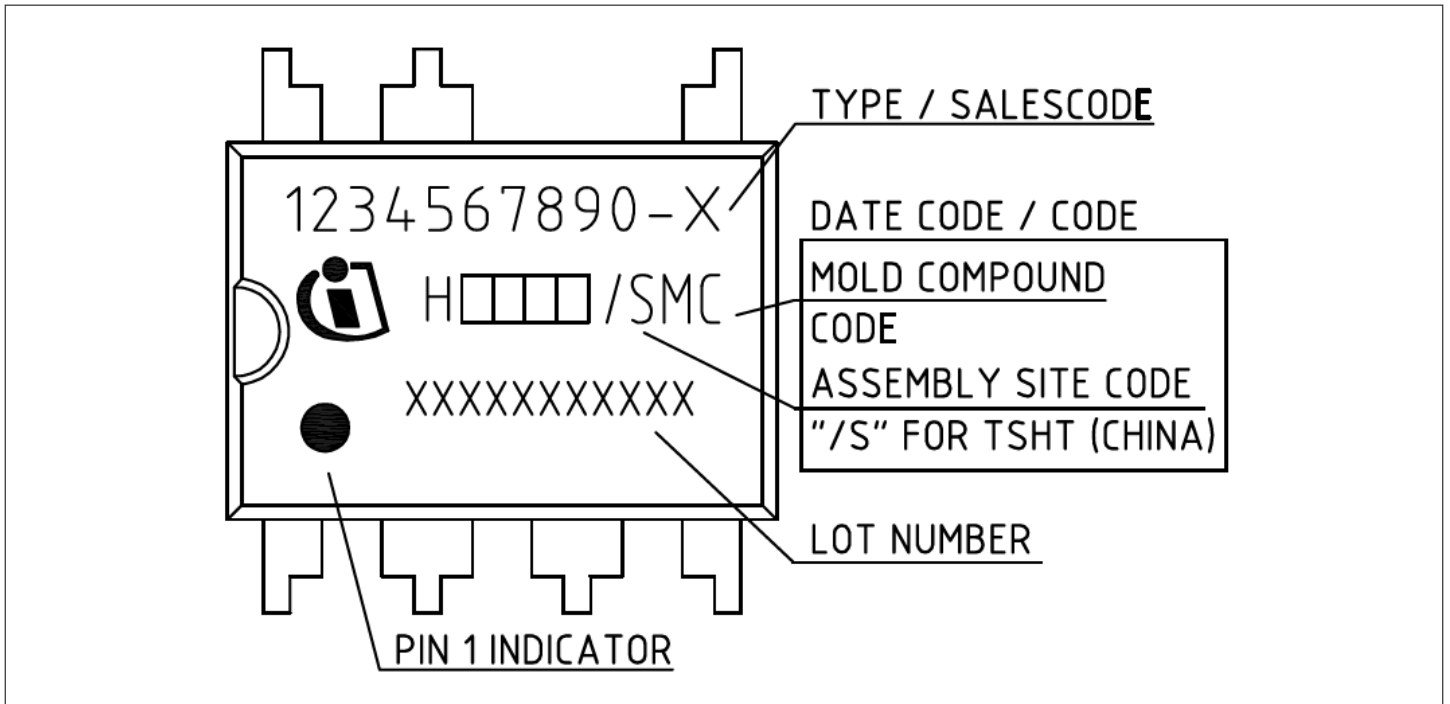 TYPE / SALESCODE
1234567890-X
DATE CODE / CODE
MOLD COMPOUND
CODE
H /SMC
ASSEMBLY SITE CODE
"/S" FOR TSHT (CHINA)
XXXXXXXXXXX
LOT NUMBER
PIN 1 INDICATOR